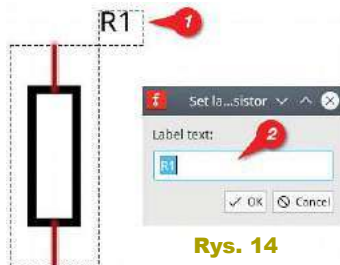 R1
1
Set la...sistor
Label text:
2
R1
OK Cancel
Rys. 14